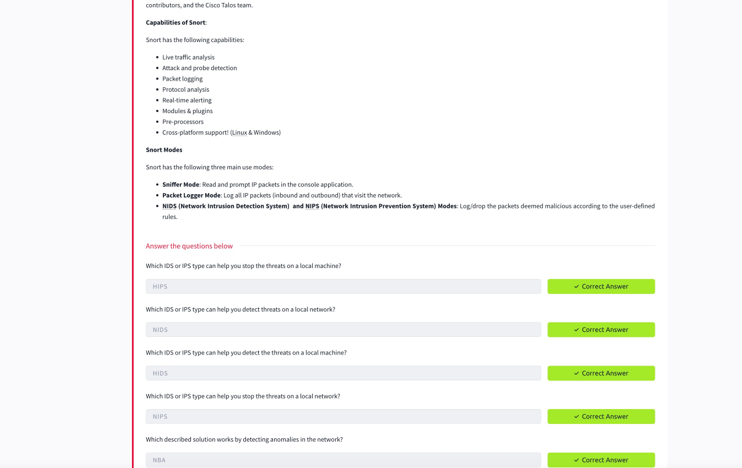 contributors, and the Cisco Talos team.
Capabilities of Snort:
Snort has the following capabilities:
• Live traffic analysis
• Attack and probe detection
• Packet logging
• Protocol analysis
• Real-time alerting
• Modules & plugins
• Pre-processors
• Cross-platform support! (Linux & Windows)
Snort Modes
Snort has the following three main use modes:
• Sniffer Mode: Read and prompt IP packets in the console application.
• Packet Logger Mode: Log all IP packets (inbound and outbound) that visit the network.
• NIDS (Network Intrusion Detection System)  and NIPS (Network Intrusion Prevention System) Modes: Log/drop the packets deemed malicious according to the user-defined
rules.
Answer the questions below
Which IDS or IPS type can help you stop the threats on a local machine?
HIPS ✓ Correct Answer
Which IDS or IPS type can help you detect threats on a local network?
NIDS ✓ Correct Answer
Which IDS or IPS type can help you detect the threats on a local machine?
HIDS ✓ Correct Answer
Which IDS or IPS type can help you stop the threats on a local network?
NIPS ✓ Correct Answer
Which described solution works by detecting anomalies in the network?
NBA ✓ Correct Answer